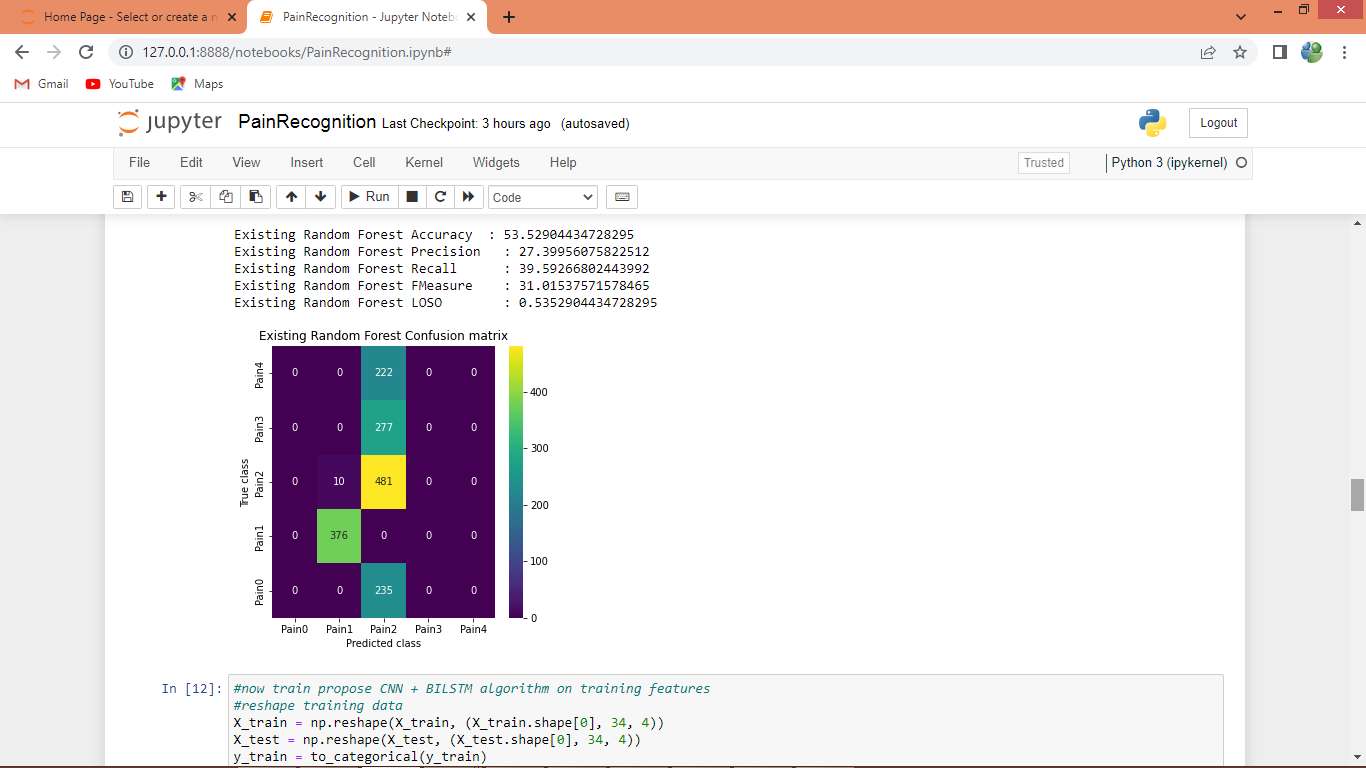 Home Page - Select or create a n
PainRecognition - Jupyter Notebo
127.0.0.1:8888/notebooks/PainRecognition.ipynb#
Gmail YouTube Maps
jupyter PainRecognition Last Checkpoint: 3 hours ago (autosaved)
Logout
File Edit View Insert Cell Kernel Widgets Help
Trusted
Python 3 (ipykernel)
Run
Code
Existing Random Forest Accuracy : 53.52904434728295
Existing Random Forest Precision : 27.39956075822512
Existing Random Forest Recall : 39.59266802443992
Existing Random Forest FMeasure : 31.01537571578465
Existing Random Forest LOSO : 0.5352904434728295
Existing Random Forest Confusion matrix
True class
Pain4 0 0 222 0 0
Pain3 0 0 277 0 0
Pain2 0 10 481 0 0
Pain1 0 376 0 0 0
Pain0 0 0 235 0 0
Pain0 Pain1 Pain2 Pain3 Pain4
Predicted class
400
300
200
100
0
In [12]:
#now train propose CNN + BILSTM algorithm on training features
#reshape training data
X_train = np.reshape(X_train, (X_train.shape[0], 34, 4))
X_test = np.reshape(X_test, (X_test.shape[0], 34, 4))
y_train = to_categorical(y_train)